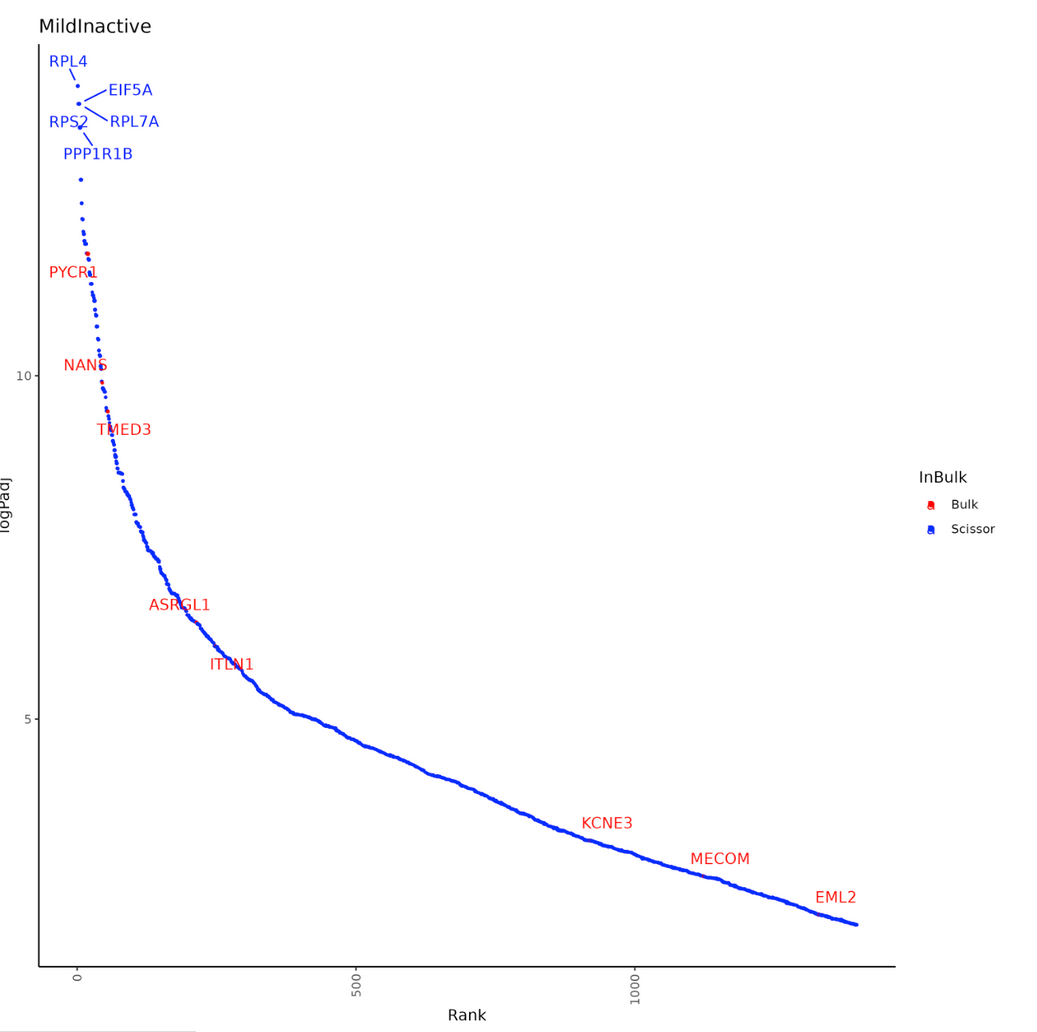 MildInactive
RPL4
EIF5A
RPS2
RPL7A
PPP1R1B
PYCR1
NANS
10
TMED3
InBulk
Bulk
Scissor
logPadj
ASRGL1
ITLN1
5
KCNE3
MECOM
EML2
0
500
1000
Rank